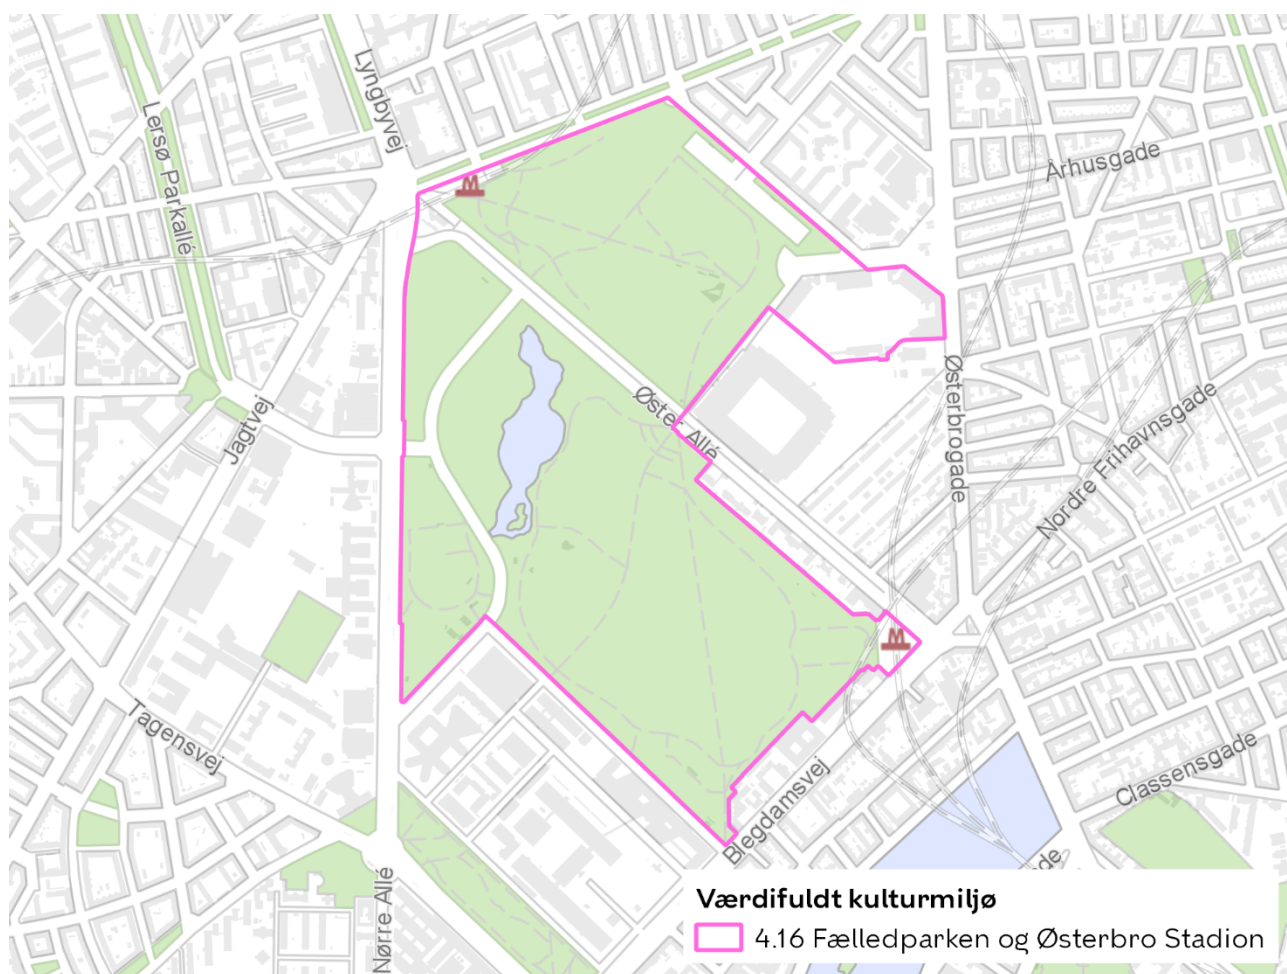 Lyngbyvej
Lersø Parkallé
Århusgade
M
Jagtvej
Øster Allé
Østerbrogade
Nordre Frihavnsgade
M
Tagensvej
Classensgade
Blegdamsvej
Nørre Allé
de
Værdifuldt kulturmiljø
4.16 Fælledparken og Østerbro Stadion